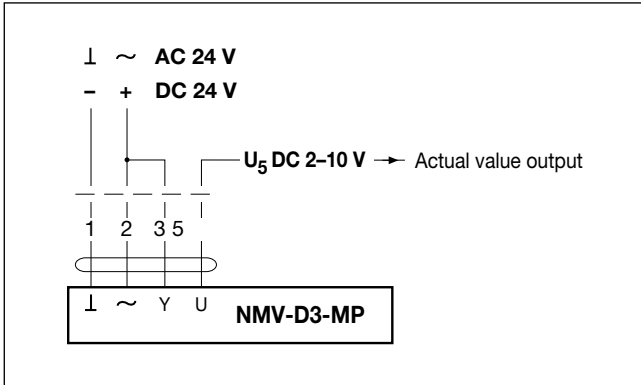 ⊥ ~ AC 24 V
– + DC 24 V
U5 DC 2–10 V → Actual value output
1 2 3 5
⊥ ~ Y U NMV-D3-MP